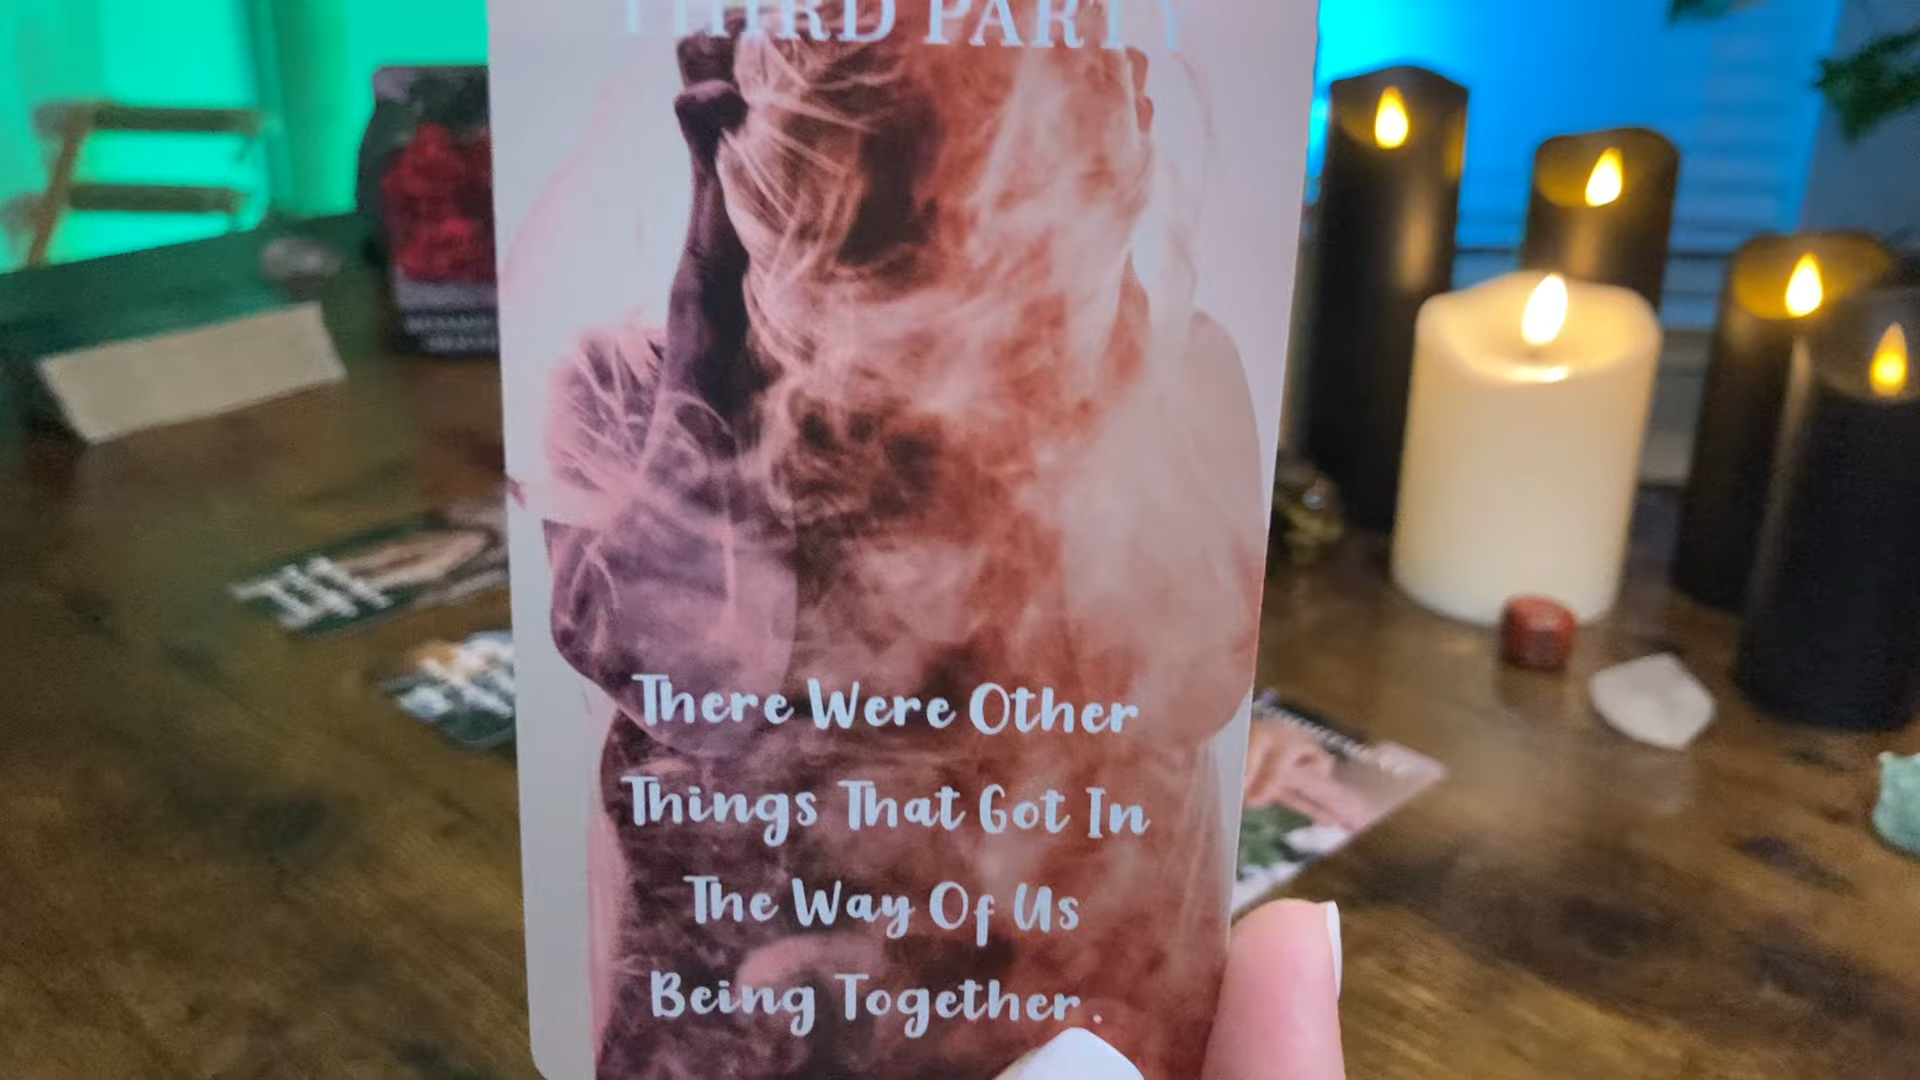 THIRD PARTY
There Were Other
Things That Got In
The Way Of Us
Being Together.